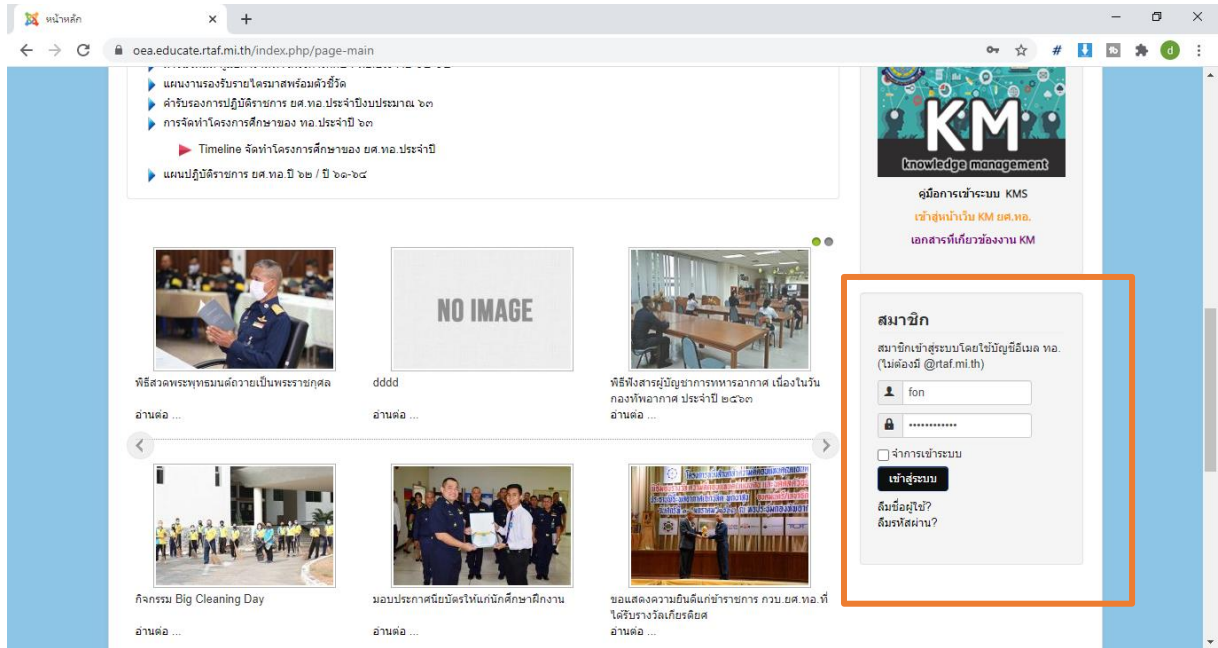 หน้าหลัก
oea.educate.rtaf.mi.th/index.php/page-main
แผนงานรองรับรายไตรมาสพร้อมตัวชี้วัด
คำรับรองการปฏิบัติราชการ ยศ.ทอ.ประจำปีงบประมาณ ๖๓
การจัดทำโครงการศึกษาของ ทอ.ประจำปี ๖๓
Timeline จัดทำโครงการศึกษาของ ยศ.ทอ.ประจำปี
แผนปฏิบัติราชการ ยศ.ทอ.ปี ๖๒ / ปี ๖๑-๖๔
KM
knowledge management
คู่มือการเข้าระบบ KMS
เข้าสู่หน้าเว็บ KM ยศ.ทอ.
เอกสารที่เกี่ยวข้องงาน KM
NO IMAGE
พิธีสวดพระพุทธมนต์ถวายเป็นพระราชกุศล
อ่านต่อ ...
dddd
อ่านต่อ ...
พิธีฟังสารผู้บัญชาการทหารอากาศ เนื่องในวัน
กองทัพอากาศ ประจำปี ๒๕๖๓
อ่านต่อ ...
กิจกรรม Big Cleaning Day
อ่านต่อ ...
มอบประกาศนียบัตรให้แก่นักศึกษาฝึกงาน
อ่านต่อ ...
ขอแสดงความยินดีแก่ข้าราชการ กวบ.ยศ.ทอ.ที่
ได้รับรางวัลเกียรติยศ
อ่านต่อ ...
สมาชิก
สมาชิกเข้าสู่ระบบโดยใช้บัญชีอีเมล ทอ.
(ไม่ต้องมี @rtaf.mi.th)
fon
จำการเข้าระบบ
เข้าสู่ระบบ
ลืมชื่อผู้ใช้?
ลืมรหัสผ่าน?